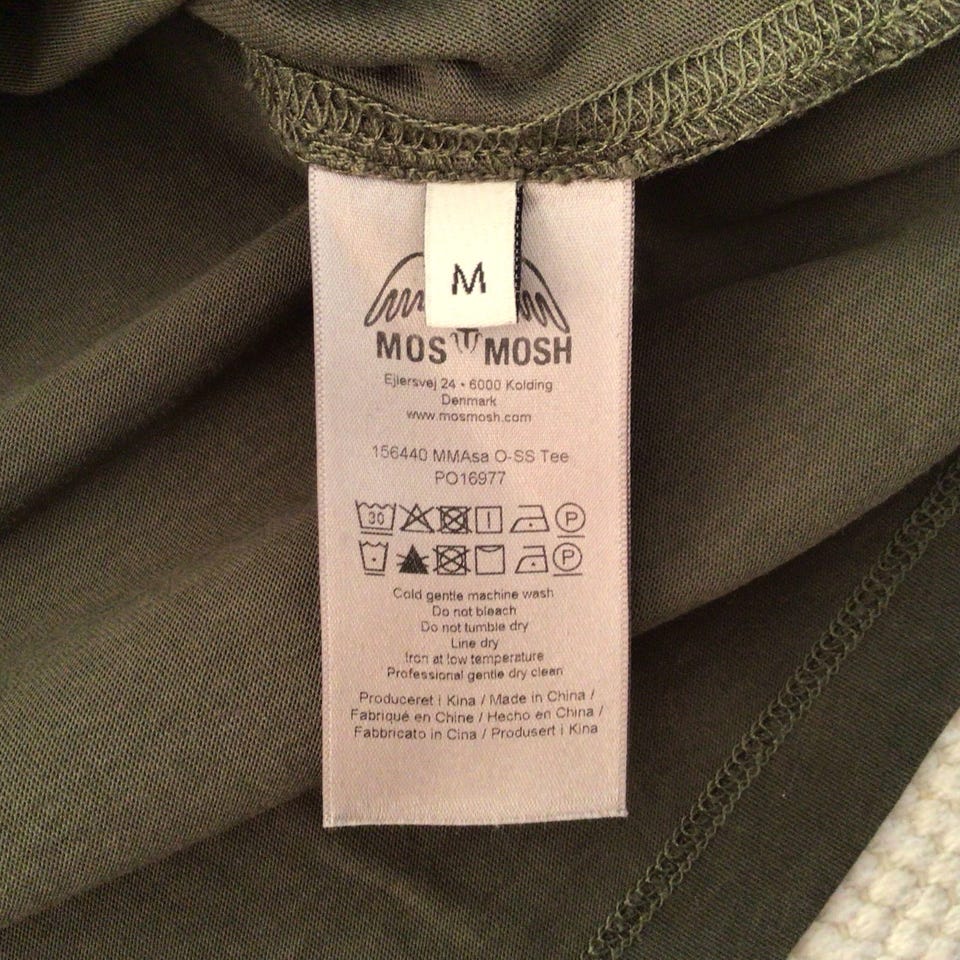 M
MOS MOSH
Ejlersvej 24 • 6000 Kolding
Denmark
www.mosmosh.com
156440 MMAsa O-SS Tee
PO16977
30 P
P
Cold gentle machine wash
Do not bleach
Do not tumble dry
Line dry
Iron at low temperature
Professional gentle dry clean
Produceret i Kina / Made in China /
Fabriqué en Chine / Hecho en China /
Fabbricato in Cina / Produsert i Kina